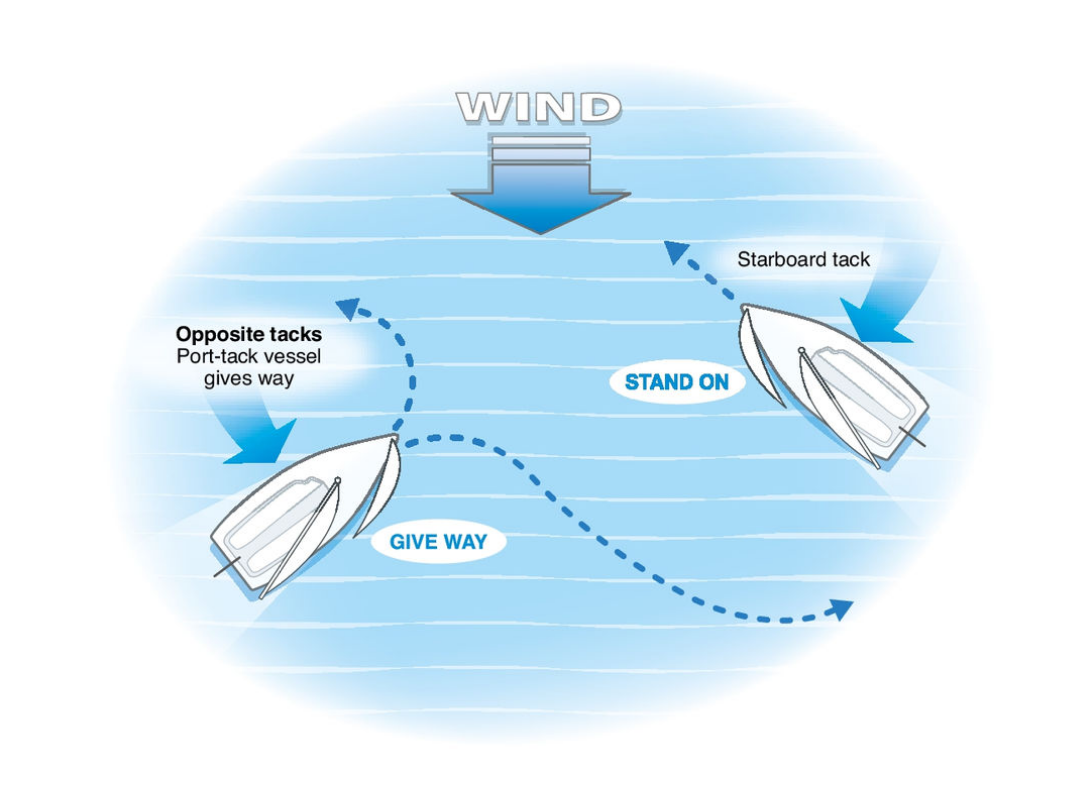 WIND
Starboard tack
Opposite tacks
Port-tack vessel
gives way
STAND ON
GIVE WAY